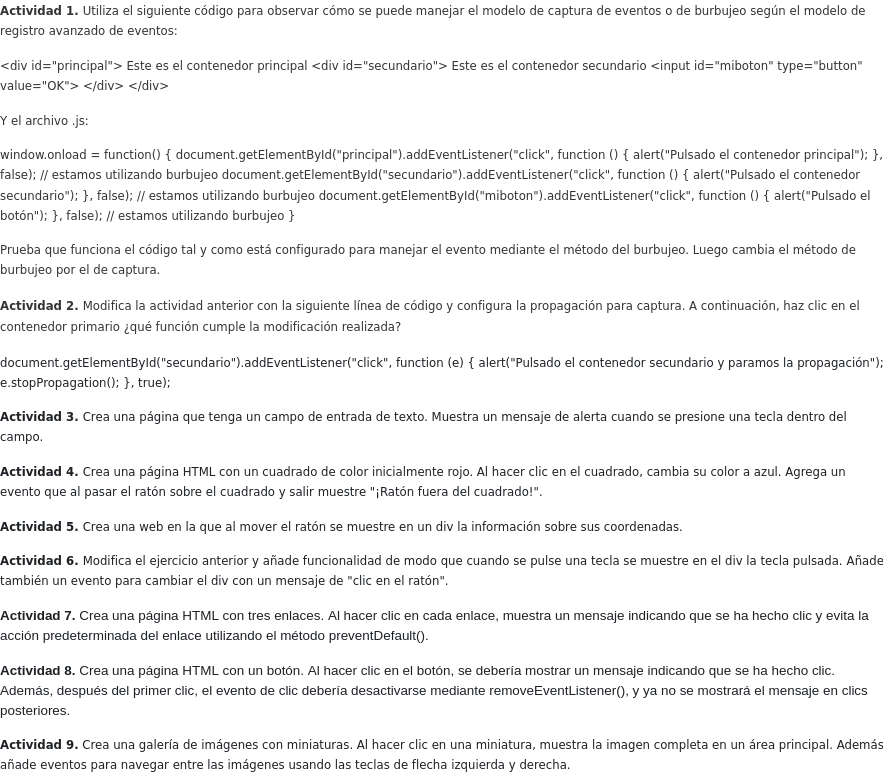 Actividad 1. Utiliza el siguiente código para observar cómo se puede manejar el modelo de captura de eventos o de burbujeo según el modelo de
registro avanzado de eventos:
<div id="principal"> Este es el contenedor principal <div id="secundario"> Este es el contenedor secundario <input id="miboton" type="button"
value="OK"> </div> </div>
Y el archivo .js:
window.onload = function() { document.getElementById("principal").addEventListener("click", function () { alert("Pulsado el contenedor principal"); },
false); // estamos utilizando burbujeo document.getElementById("secundario").addEventListener("click", function () { alert("Pulsado el contenedor
secundario"); }, false); // estamos utilizando burbujeo document.getElementById("miboton").addEventListener("click", function () { alert("Pulsado el
botón"); }, false); // estamos utilizando burbujeo }
Prueba que funciona el código tal y como está configurado para manejar el evento mediante el método del burbujeo. Luego cambia el método de
burbujeo por el de captura.
Actividad 2. Modifica la actividad anterior con la siguiente línea de código y configura la propagación para captura. A continuación, haz clic en el
contenedor primario ¿qué función cumple la modificación realizada?
document.getElementById("secundario").addEventListener("click", function (e) { alert("Pulsado el contenedor secundario y paramos la propagación");
e.stopPropagation(); }, true);
Actividad 3. Crea una página que tenga un campo de entrada de texto. Muestra un mensaje de alerta cuando se presione una tecla dentro del
campo.
Actividad 4. Crea una página HTML con un cuadrado de color inicialmente rojo. Al hacer clic en el cuadrado, cambia su color a azul. Agrega un
evento que al pasar el ratón sobre el cuadrado y salir muestre "¡Ratón fuera del cuadrado!".
Actividad 5. Crea una web en la que al mover el ratón se muestre en un div la información sobre sus coordenadas.
Actividad 6. Modifica el ejercicio anterior y añade funcionalidad de modo que cuando se pulse una tecla se muestre en el div la tecla pulsada. Añade
también un evento para cambiar el div con un mensaje de "clic en el ratón".
Actividad 7. Crea una página HTML con tres enlaces. Al hacer clic en cada enlace, muestra un mensaje indicando que se ha hecho clic y evita la
acción predeterminada del enlace utilizando el método preventDefault().
Actividad 8. Crea una página HTML con un botón. Al hacer clic en el botón, se debería mostrar un mensaje indicando que se ha hecho clic.
Además, después del primer clic, el evento de clic debería desactivarse mediante removeEventListener(), y ya no se mostrará el mensaje en clics
posteriores.
Actividad 9. Crea una galería de imágenes con miniaturas. Al hacer clic en una miniatura, muestra la imagen completa en un área principal. Además
añade eventos para navegar entre las imágenes usando las teclas de flecha izquierda y derecha.